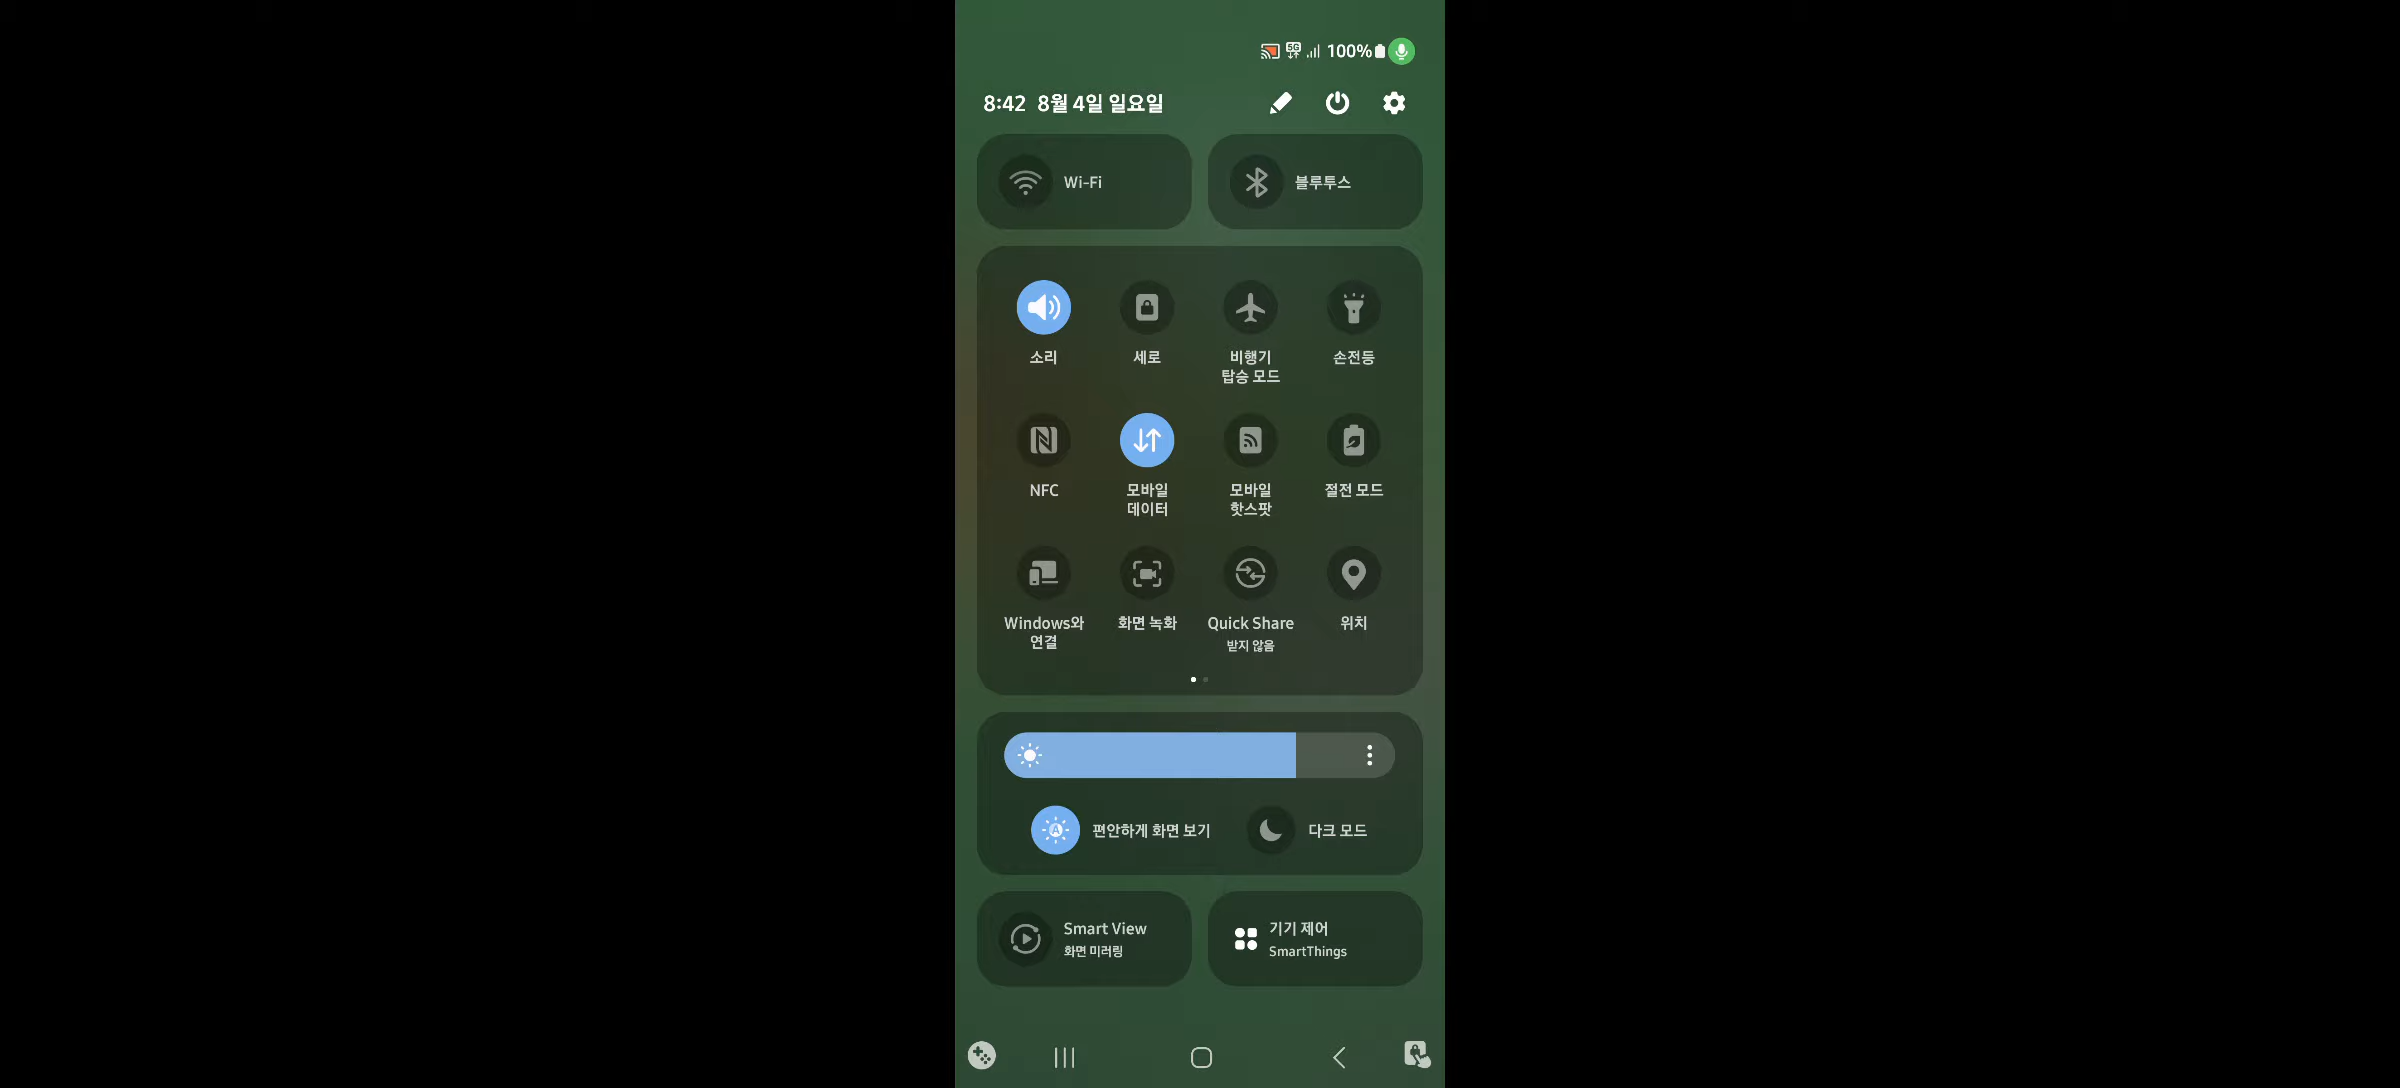 5G 100%
8:42 8월 4일 일요일
Wi-Fi
블루투스
소리
세로
비행기
탑승 모드
손전등
NFC
모바일
데이터
모바일
핫스팟
절전 모드
Windows와
연결
화면 녹화
Quick Share
받지 않음
위치
A
편안하게 화면 보기
다크 모드
Smart View
화면 미러링
기기 제어
SmartThings